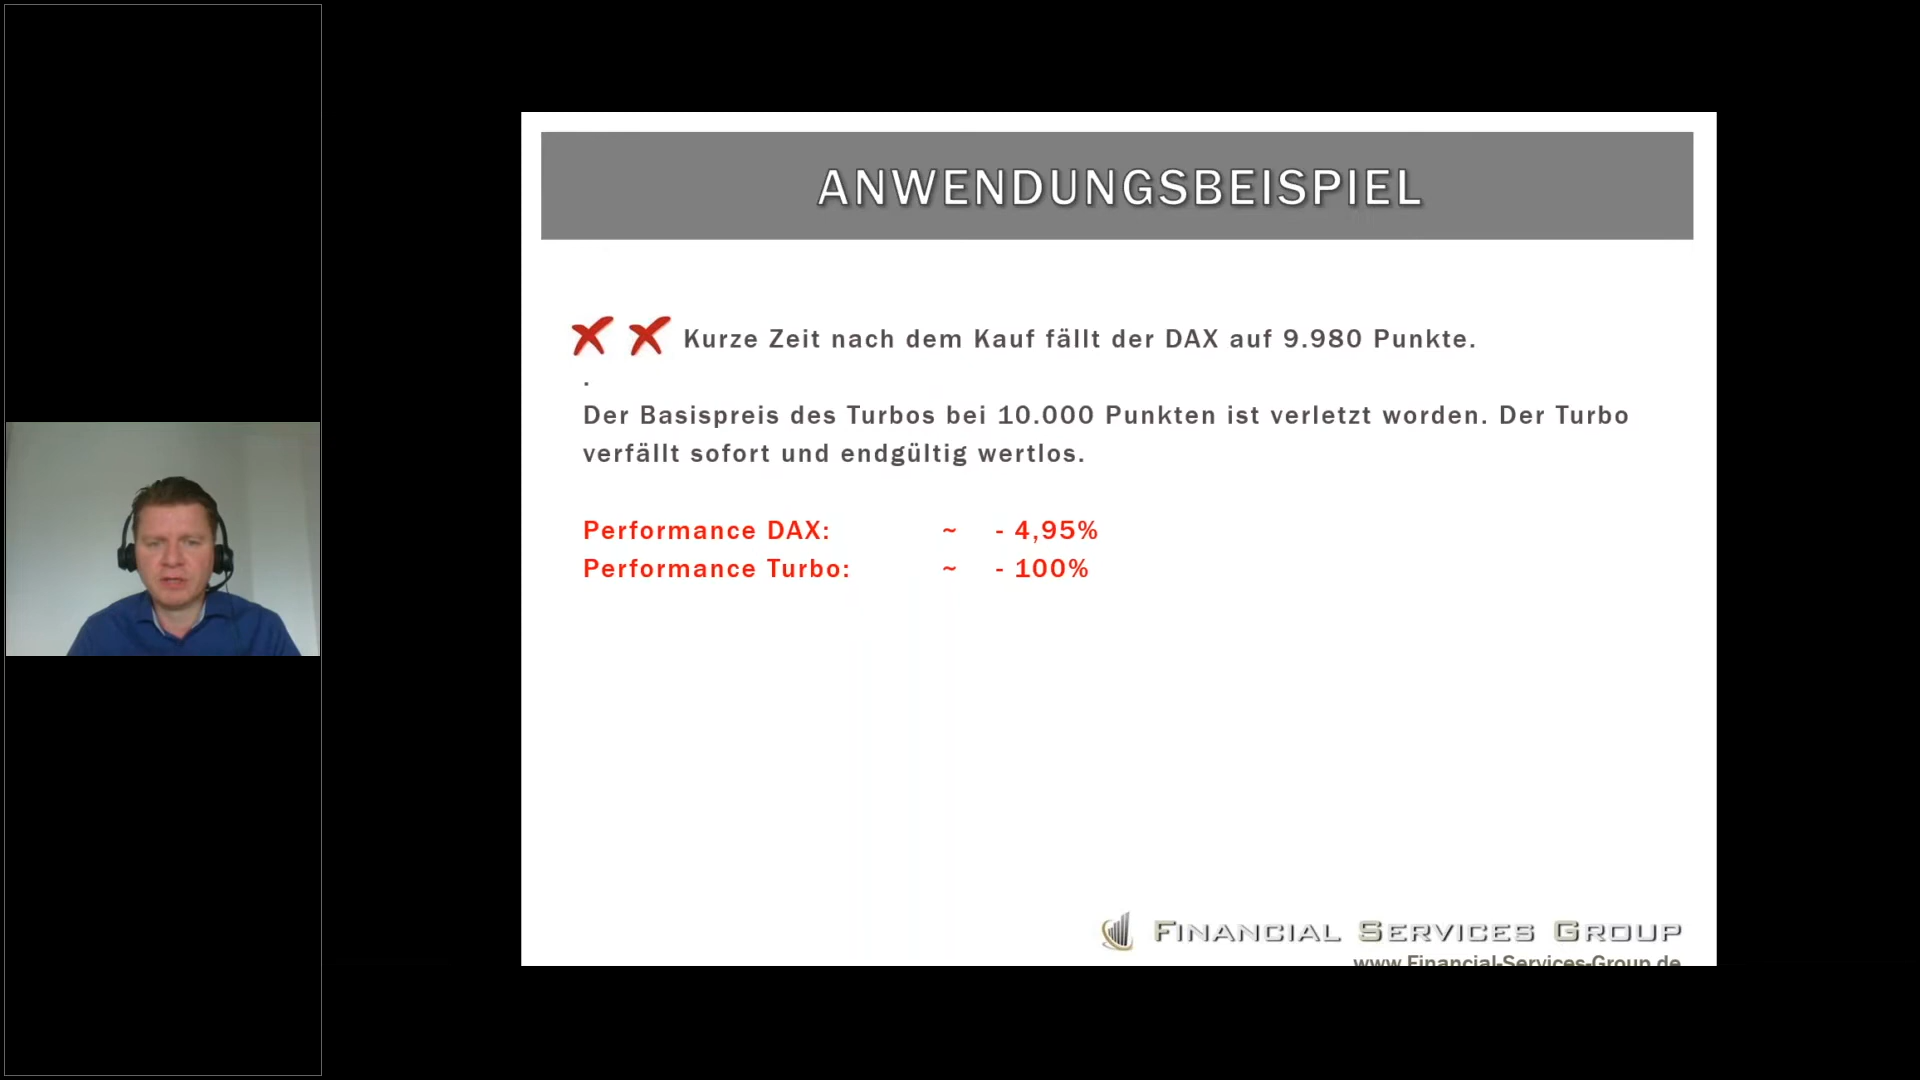 ANWENDUNGSBEISPIEL
Kurze Zeit nach dem Kauf fällt der DAX auf 9.980 Punkte.
.
Der Basispreis des Turbos bei 10.000 Punkten ist verletzt worden. Der Turbo
verfällt sofort und endgültig wertlos.
Performance DAX: ~ - 4,95%
Performance Turbo: ~ - 100%
FINANCIAL SERVICES GROUP
www.Financial-Services-Group.de